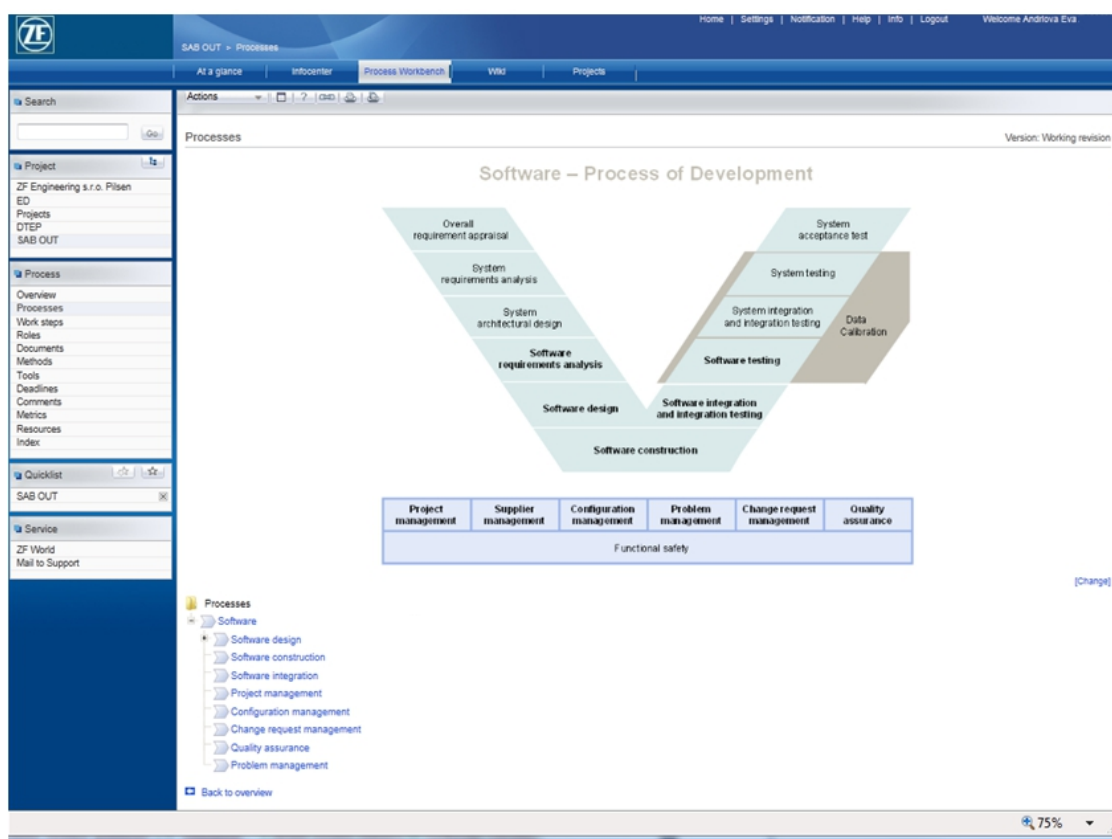 Home | Settings | Notification | Help | Info | Logout Welcome Andrlova Eva
ZF
SAB OUT ▸ Processes
At a glance | Infocenter | Process Workbench | Wiki | Projects |
Search
Actions | ? | GMD
Go
Processes Version: Working revision
Project
ZF Engineering s.r.o. Pilsen
ED
Projects
DTEP
SAB OUT
Process
Overview
Processes
Work steps
Roles
Documents
Methods
Tools
Deadlines
Comments
Metrics
Resources
Index
Quicklist
SAB OUT
Service
ZF World
Mail to Support
Software – Process of Development
Overall
requirement appraisal
System
requirements analysis
System
architectural design
Software
requirements analysis
Software design
Software construction
Software integration
and integration testing
Software testing
System integration
and integration testing
System testing
System
acceptance test
Data
Calibration
Project
management
Supplier
management
Configuration
management
Problem
management
Change request
management
Quality
assurance
Functional safety
[Change]
Processes
Software
Software design
Software construction
Software integration
Project management
Configuration management
Change request management
Quality assurance
Problem management
Back to overview
75%